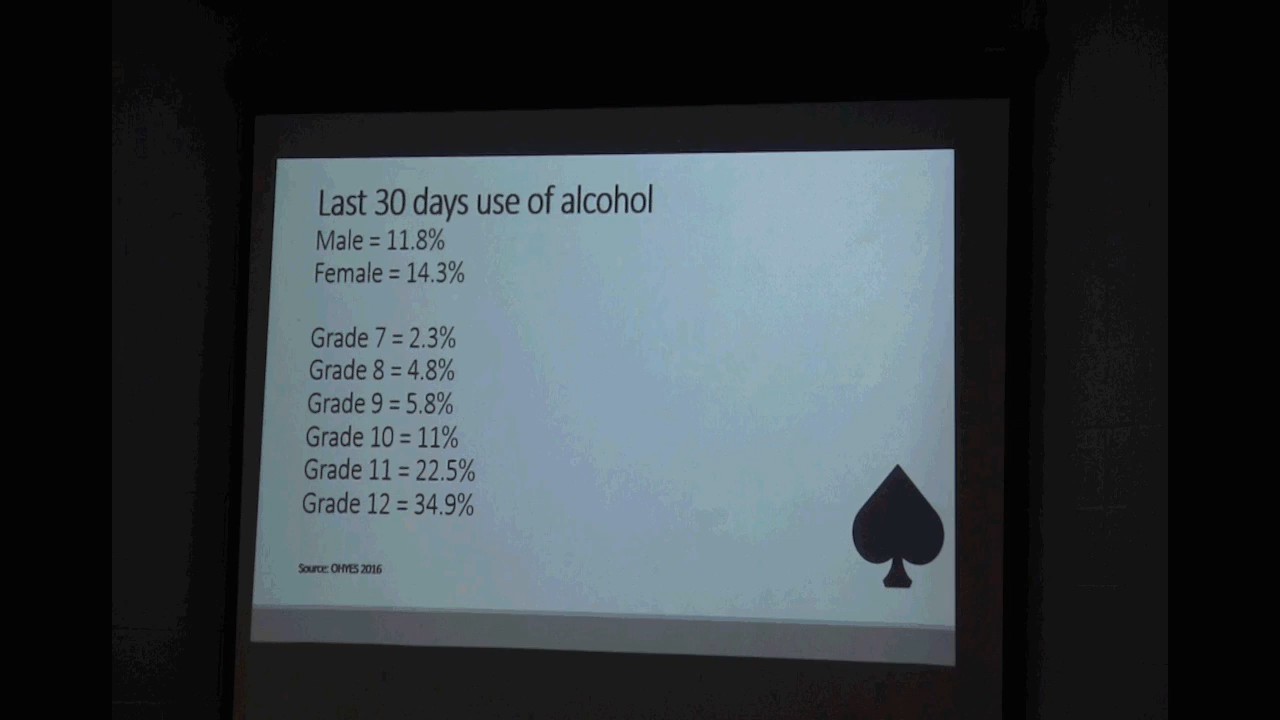 Last 30 days use of alcohol
Male = 11.8%
Female = 14.3%
Grade 7 = 2.3%
Grade 8 = 4.8%
Grade 9 = 5.8%
Grade 10 = 11%
Grade 11 = 22.5%
Grade 12 = 34.9%
Source: OHYES 2016